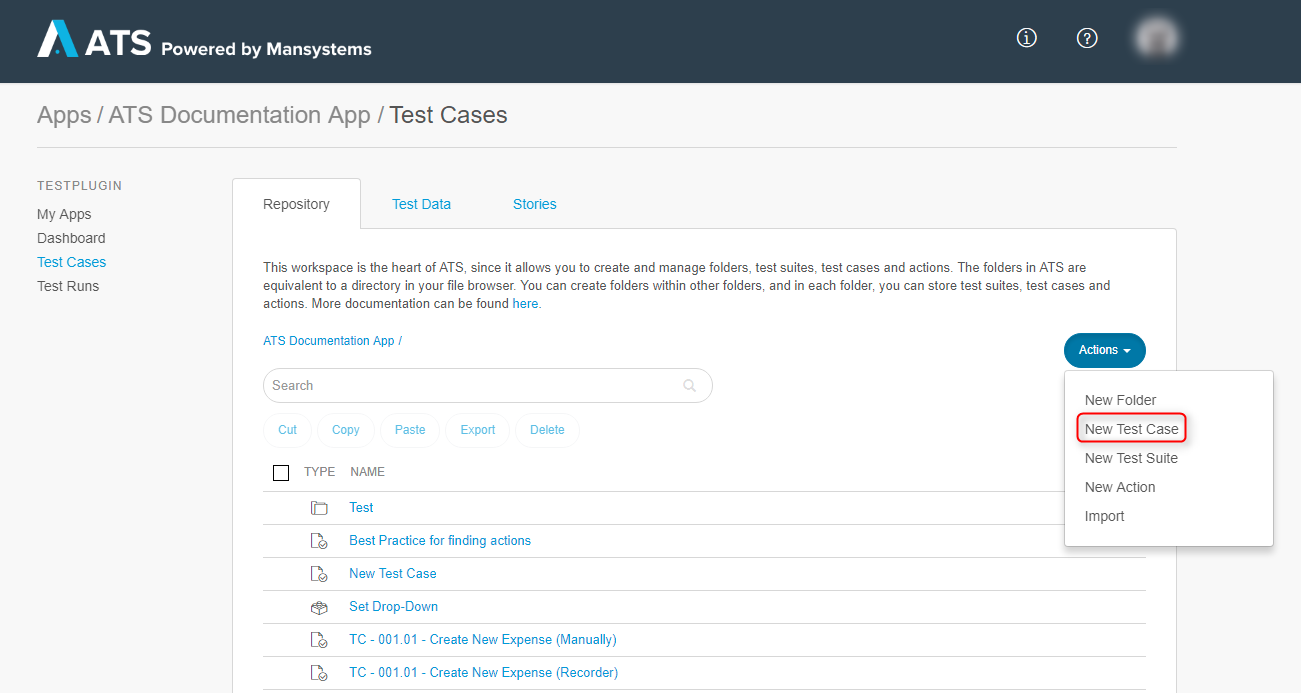 ATS Powered by Mansystems
Apps / ATS Documentation App / Test Cases
TESTPLUGIN
My Apps
Dashboard
Test Cases
Test Runs
Repository
Test Data
Stories
This workspace is the heart of ATS, since it allows you to create and manage folders, test suites, test cases and actions. The folders in ATS are
equivalent to a directory in your file browser. You can create folders within other folders, and in each folder, you can store test suites, test cases and
actions. More documentation can be found here.
ATS Documentation App /
Actions
Search
Cut
Copy
Paste
Export
Delete
New Folder
New Test Case
New Test Suite
New Action
Import
TYPE NAME
Test
Best Practice for finding actions
New Test Case
Set Drop-Down
TC - 001.01 - Create New Expense (Manually)
TC - 001.01 - Create New Expense (Recorder)